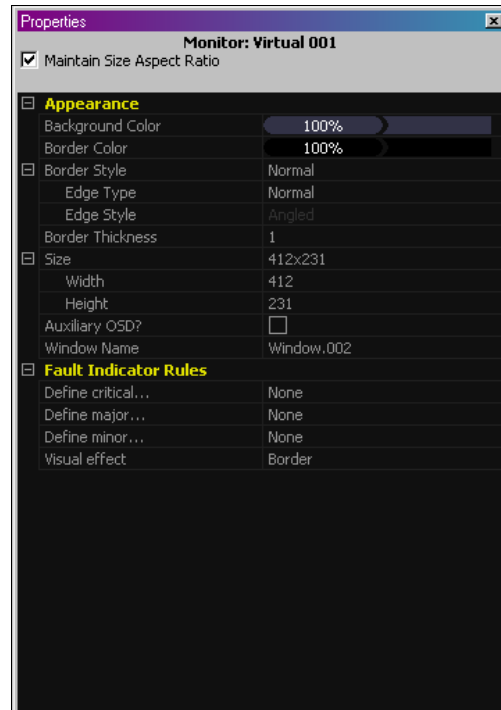 Properties
Monitor: Virtual 001
Maintain Size Aspect Ratio
Appearance
Background Color 100%
Border Color 100%
Border Style Normal
Edge Type Normal
Edge Style Angled
Border Thickness 1
Size 412x231
Width 412
Height 231
Auxiliary OSD?
Window Name Window.002
Fault Indicator Rules
Define critical... None
Define major... None
Define minor... None
Visual effect Border